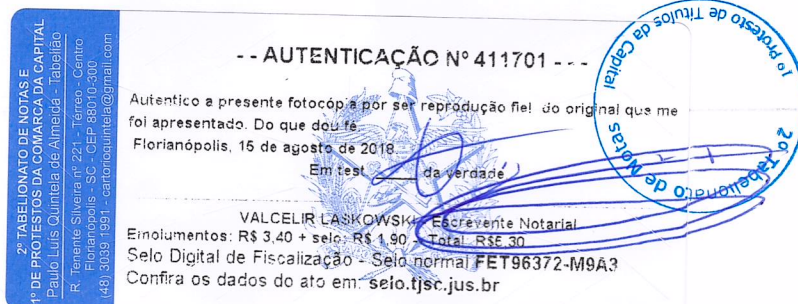 2º TABELIONATO DE NOTAS E
1º DE PROTESTOS DA COMARCA DA CAPITAL
Paulo Luis Quintela de Almeida - Tabelião
R. Tenente Silveira nº 221 - Térreo - Centro
Florianópolis - SC - CEP 88010-300
(48) 3039 1991 - cartorioquintela@gmail.com
- - AUTENTICAÇÃO Nº 411701 - - -
Autentico a presente fotocópia por ser reprodução fiel do original que me
foi apresentado. Do que dou fé.
Florianópolis, 15 de agosto de 2018
Em test ____ da verdade
VALCELIR LASKOWSKI - Escrevente Notarial
Emolumentos: R$ 3,40 + selo: R$ 1,90 - Total R$5,30
Selo Digital de Fiscalização - Selo normal FET96372-M9A3
Confira os dados do ato em: selo.tjsc.jus.br
2º Tabelionato de Notas
1º Protesto de Títulos da Capital